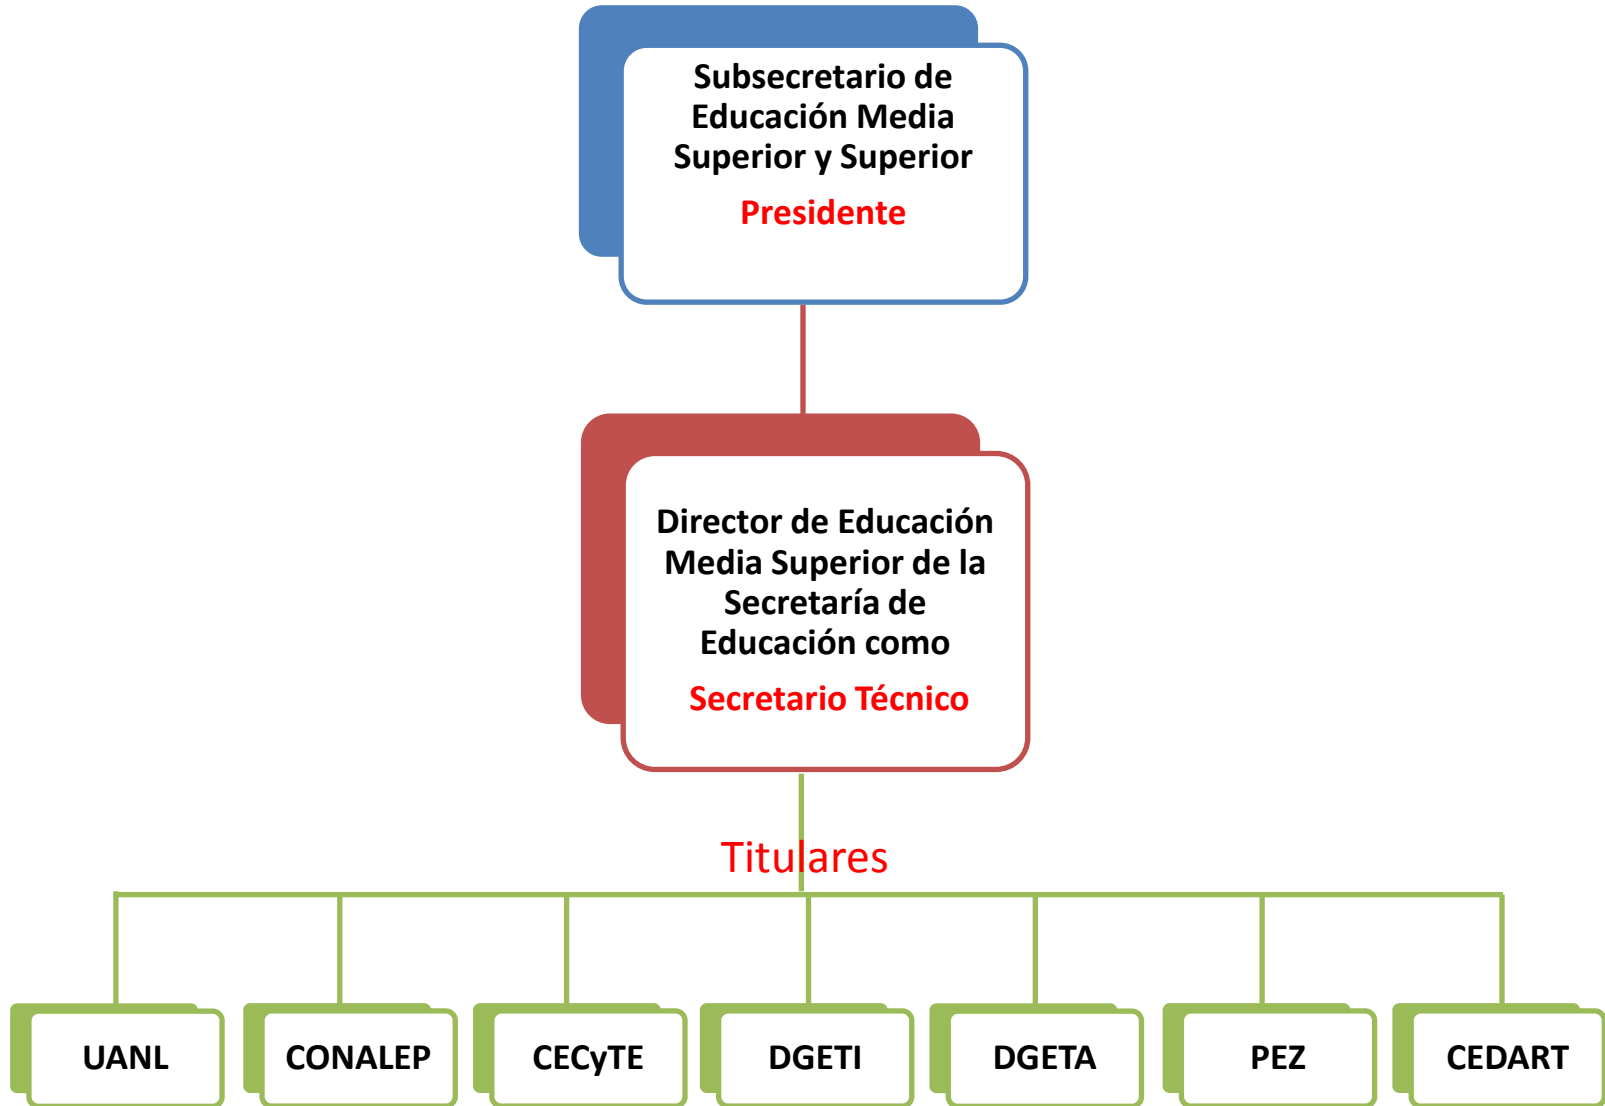 Subsecretario de
Educación Media
Superior y Superior
Presidente
Director de Educación
Media Superior de la
Secretaría de
Educación como
Secretario Técnico
Titulares
UANL
CONALEP
CECyTE
DGETI
DGETA
PEZ
CEDART